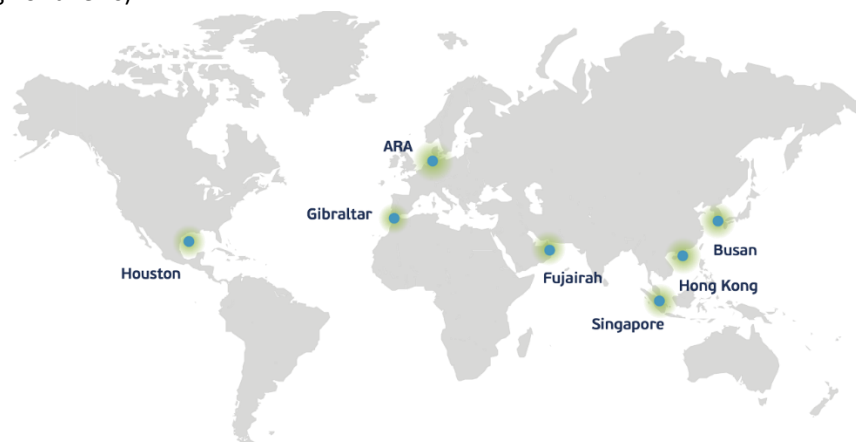 ARA
Gibraltar
Busan
Houston
Fujairah
Hong Kong
Singapore